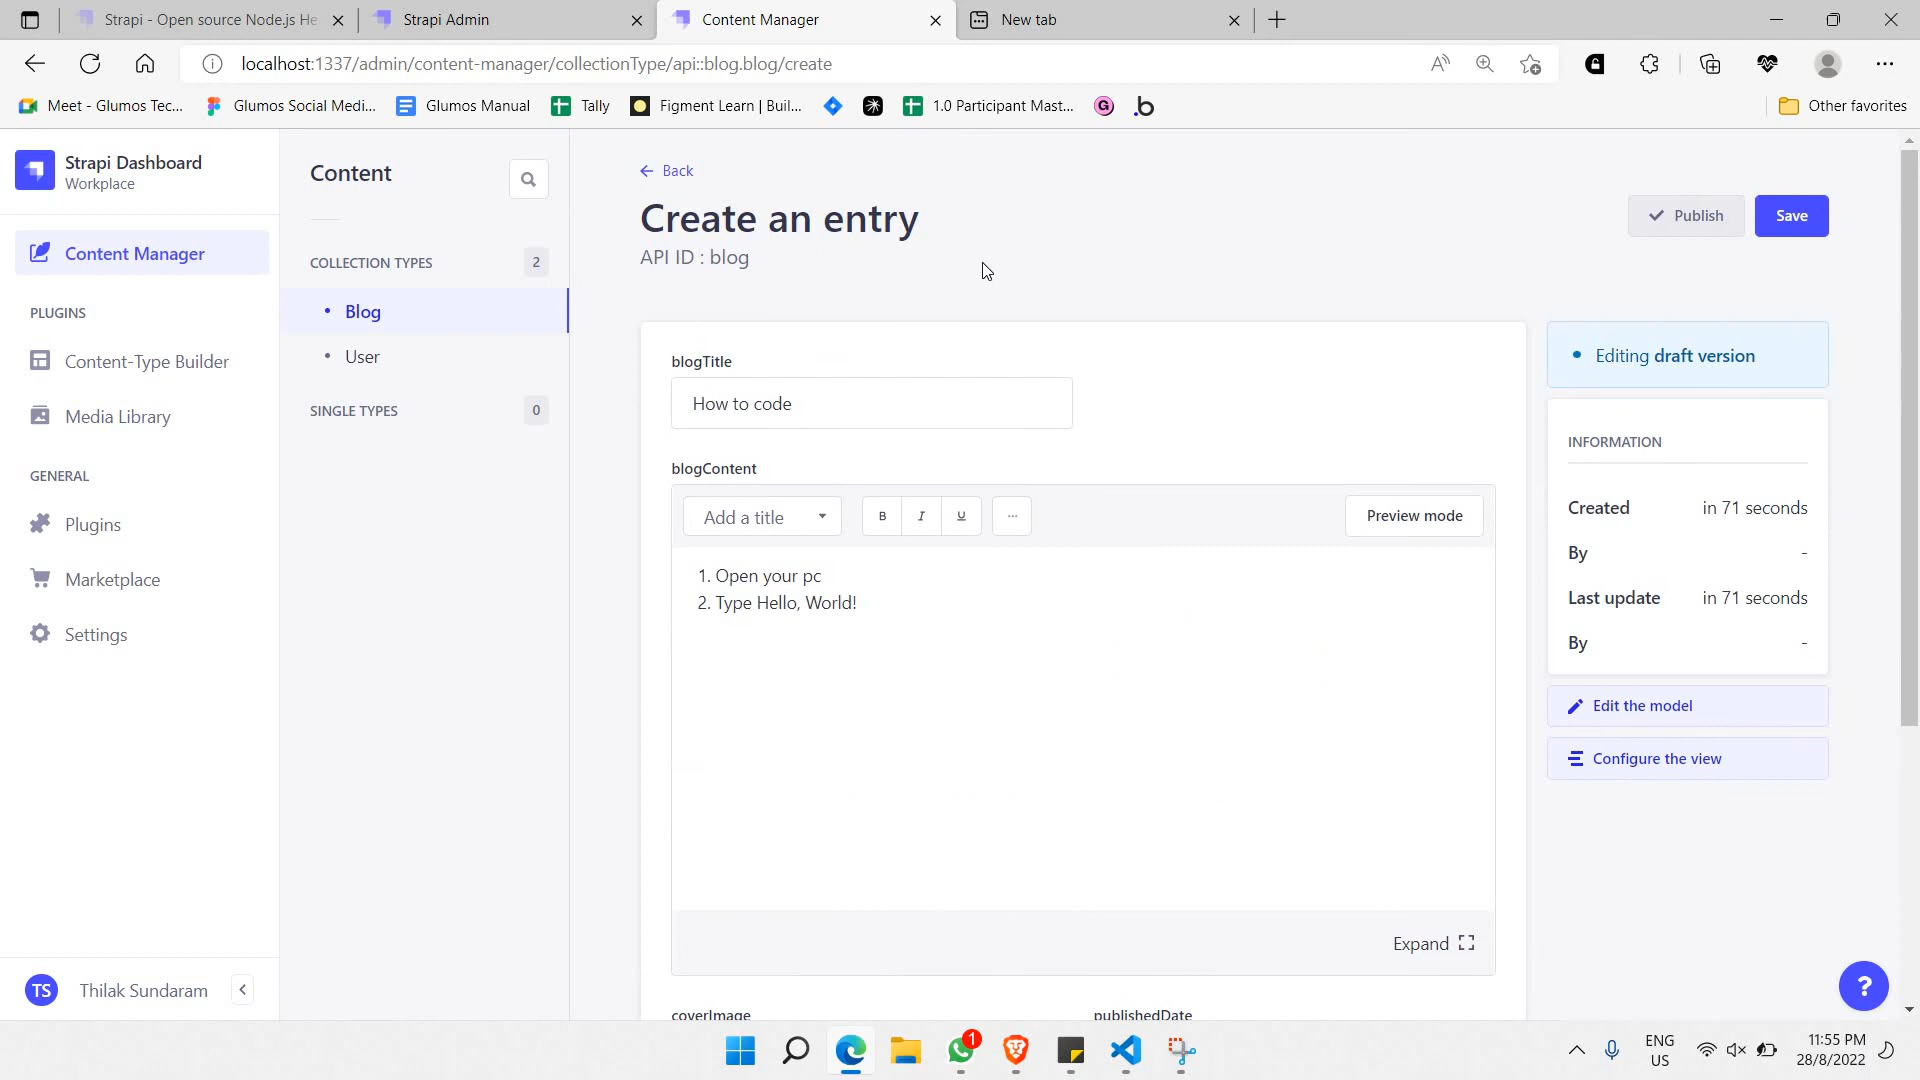 Strapi - Open source Node.js He
Strapi Admin
Content Manager
New tab
localhost:1337/admin/content-manager/collectionType/api::blog.blog/create
Meet - Glumos Tec...
Glumos Social Medi...
Glumos Manual
Tally
Figment Learn | Buil...
1.0 Participant Mast...
G
.b
Other favorites
Strapi Dashboard
Workplace
Content Manager
PLUGINS
Content-Type Builder
Media Library
GENERAL
Plugins
Marketplace
Settings
TS Thilak Sundaram
Content
COLLECTION TYPES 2
• Blog
• User
SINGLE TYPES 0
Back
Create an entry
API ID : blog
Publish
Save
blogTitle
How to code
blogContent
Add a title
B I U ...
Preview mode
1. Open your pc
2. Type Hello, World!
Expand
coverImage
publishedDate
• Editing draft version
INFORMATION
Created in 71 seconds
By -
Last update in 71 seconds
By -
Edit the model
Configure the view
?
1
ENG
US
11:55 PM
28/8/2022